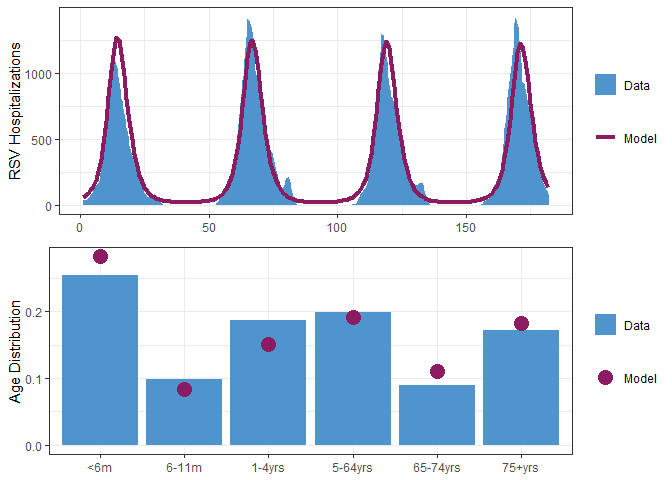 RSV Hospitalizations
1000
500
0
0 50 100 150
Data
Model
Age Distribution
0.2
0.1
0.0
<6m 6-11m 1-4yrs 5-64yrs 65-74yrs 75+yrs
Data
Model